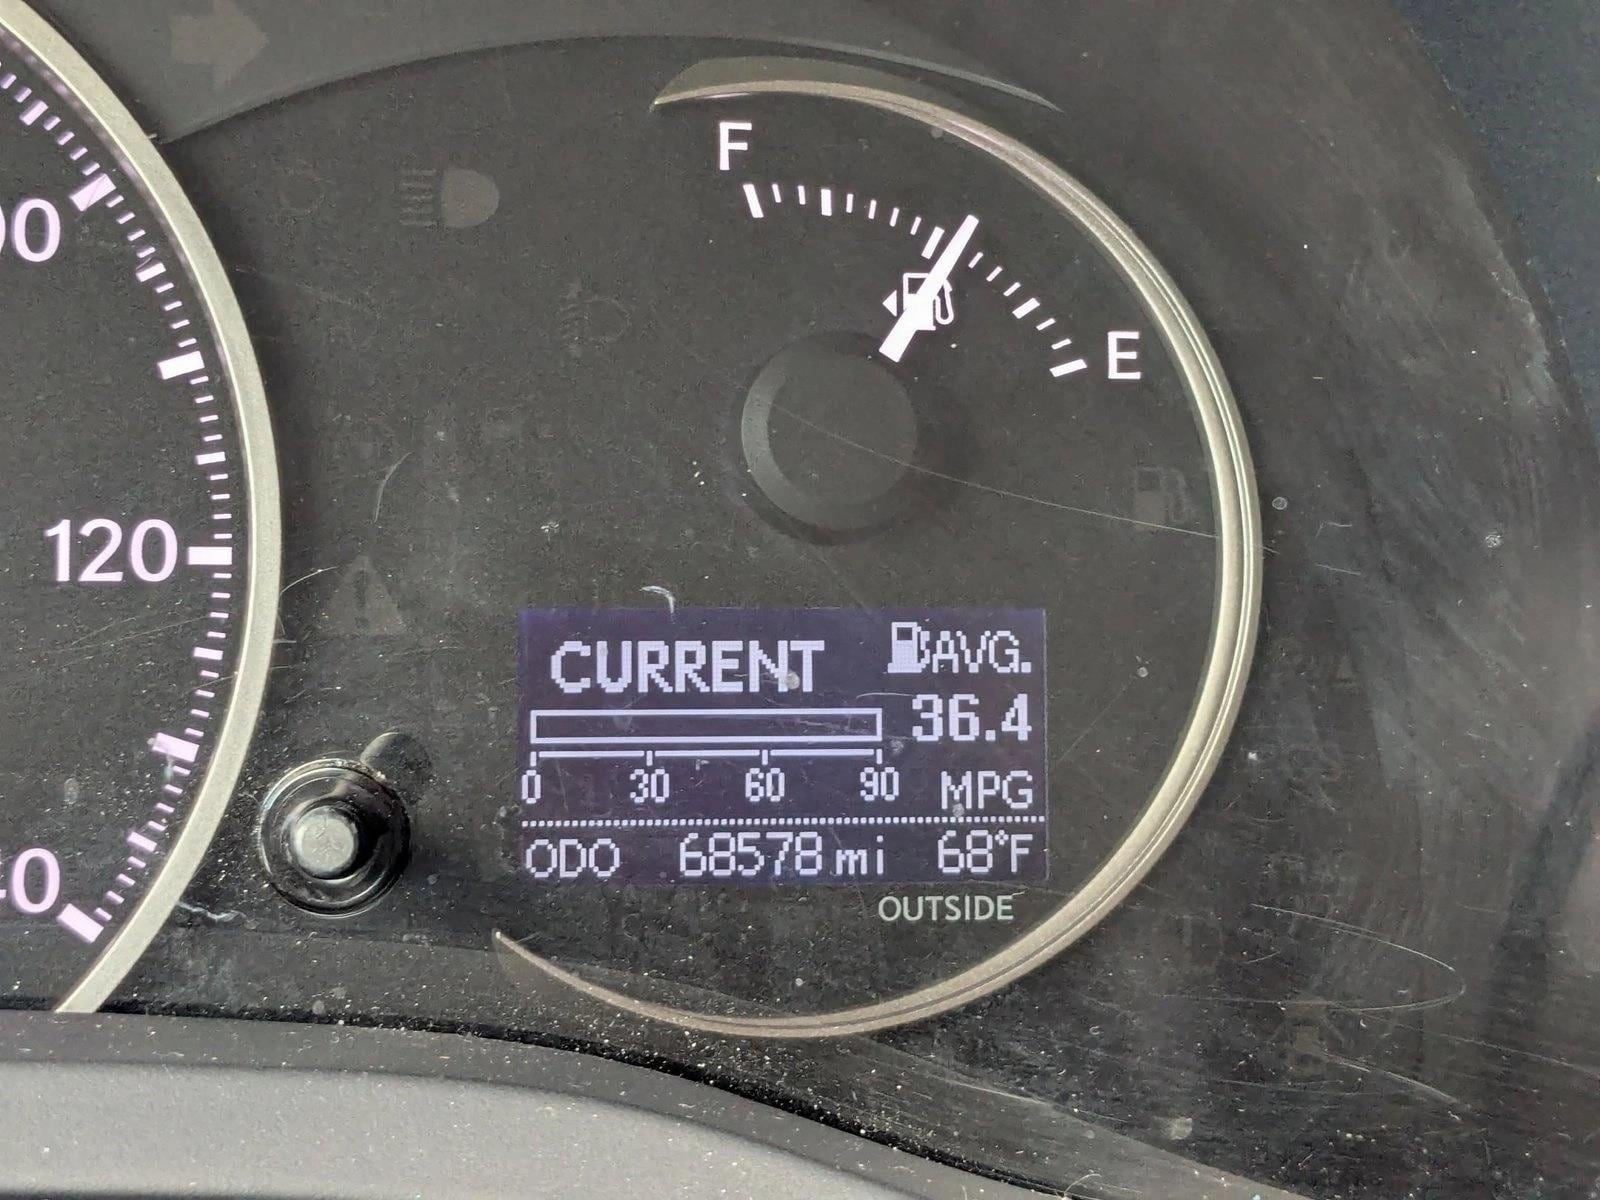 F
E
120
CURRENT AVG.
36.4
0 30 60 90 MPG
ODO 68578 mi 68°F
OUTSIDE